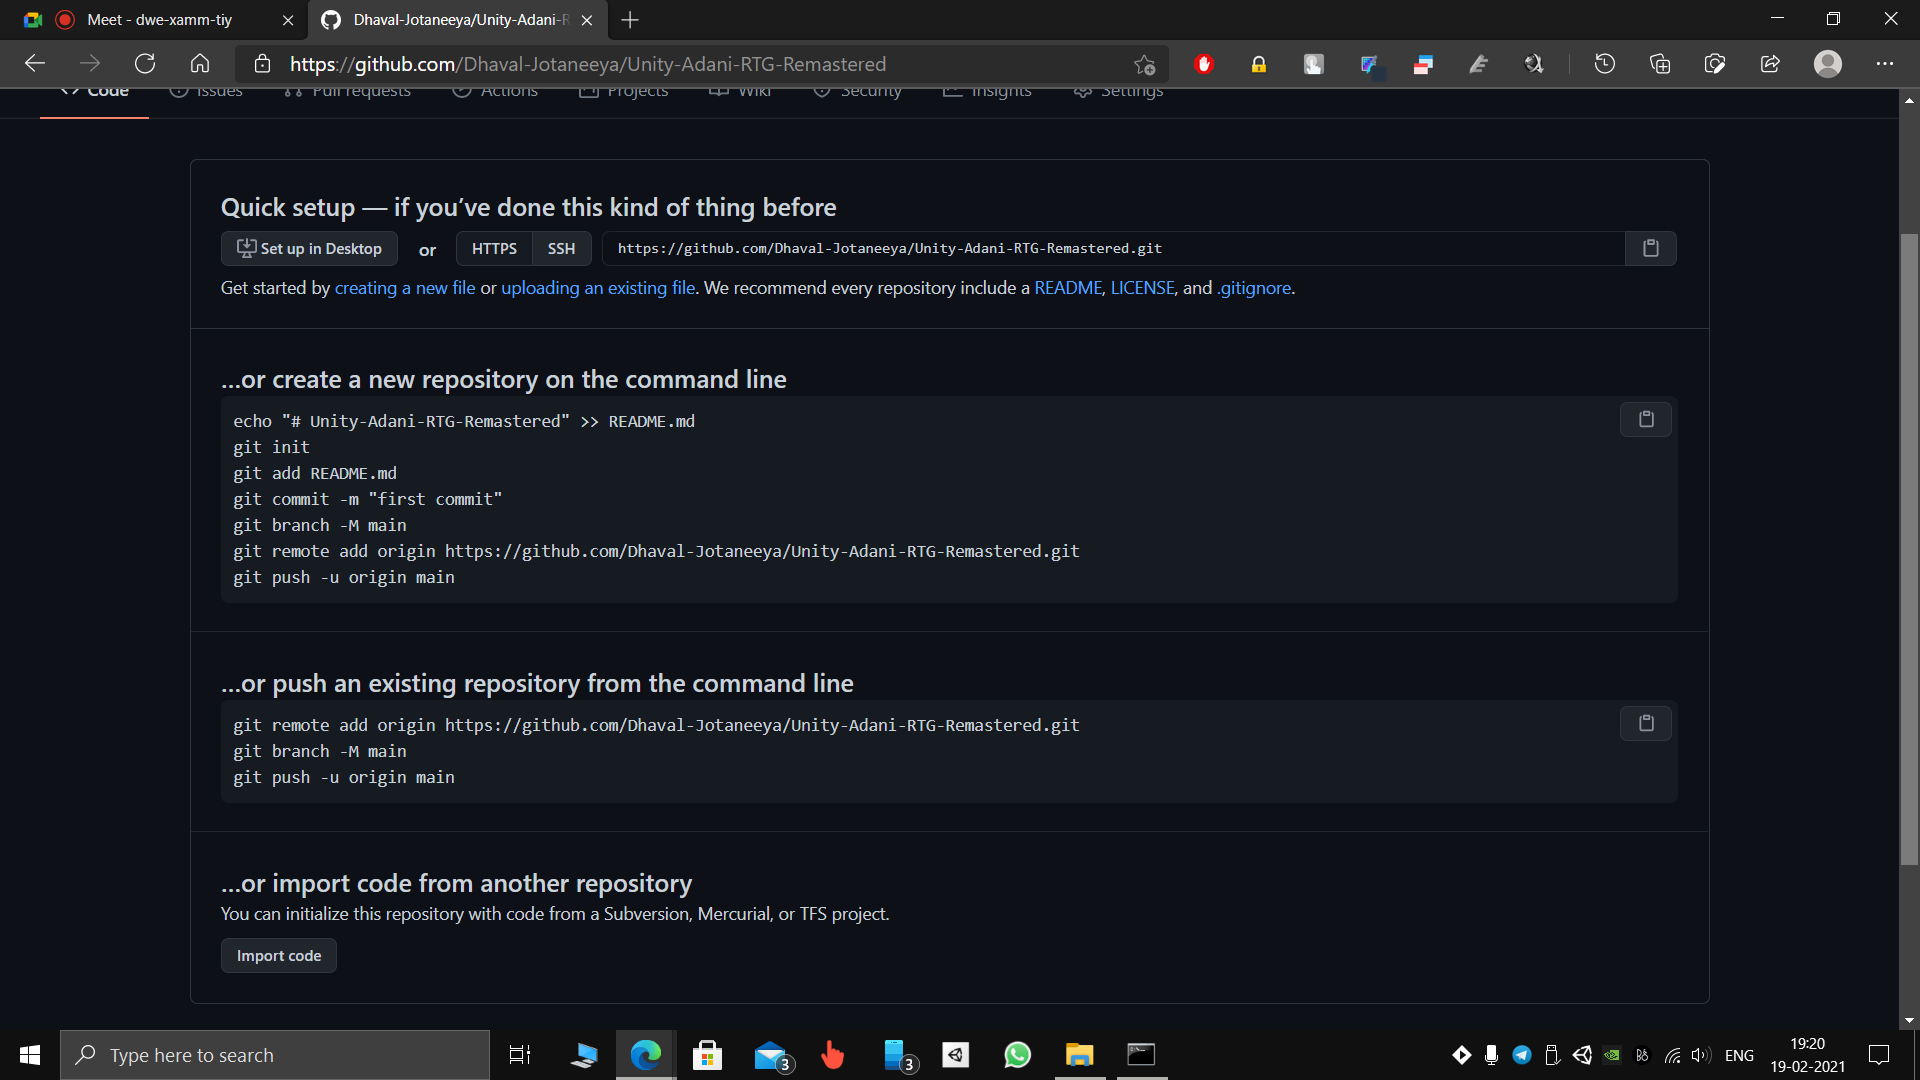 Meet - dwe-xamm-tiy
Dhaval-Jotaneeya/Unity-Adani-R
https://github.com/Dhaval-Jotaneeya/Unity-Adani-RTG-Remastered
Code Issues Pull requests Actions Projects Wiki Security Insights Settings
Quick setup — if you’ve done this kind of thing before
Set up in Desktop or HTTPS SSH https://github.com/Dhaval-Jotaneeya/Unity-Adani-RTG-Remastered.git
Get started by creating a new file or uploading an existing file. We recommend every repository include a README, LICENSE, and .gitignore.
…or create a new repository on the command line
echo "# Unity-Adani-RTG-Remastered" >> README.md
git init
git add README.md
git commit -m "first commit"
git branch -M main
git remote add origin https://github.com/Dhaval-Jotaneeya/Unity-Adani-RTG-Remastered.git
git push -u origin main
…or push an existing repository from the command line
git remote add origin https://github.com/Dhaval-Jotaneeya/Unity-Adani-RTG-Remastered.git
git branch -M main
git push -u origin main
…or import code from another repository
You can initialize this repository with code from a Subversion, Mercurial, or TFS project.
Import code
Type here to search
3
3
ENG
19:20
19-02-2021